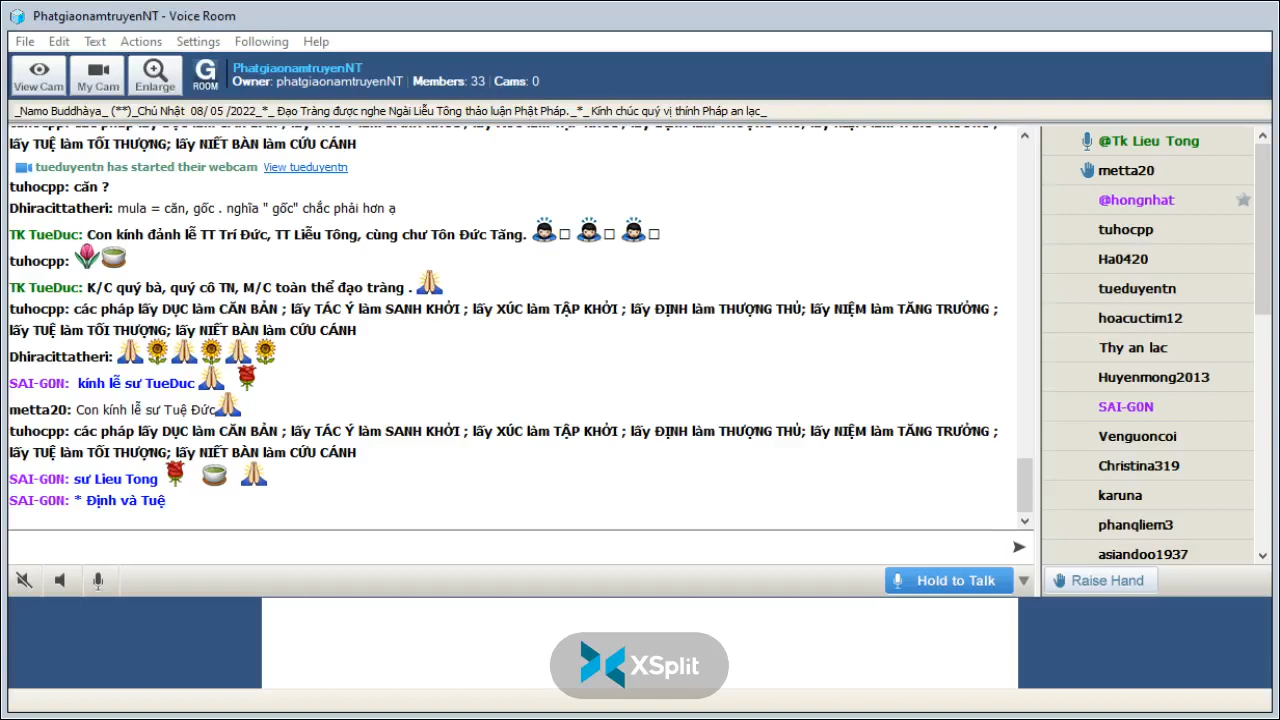 PhatgiaonamtruyenNT - Voice Room
File Edit Text Actions Settings Following Help
View Cam My Cam Enlarge G ROOM
PhatgiaonamtruyenNT
Owner: phatgiaonamtruyenNT | Members: 33 | Cams: 0
_Namo Buddhàya_ (**)_Chủ Nhật 08/ 05 /2022_*_ Đạo Tràng được nghe Ngài Liễu Tông thảo luận Phật Pháp._*_ Kính chúc quý vị thính Pháp an lạc_
lấy TUỆ làm TỐI THƯỢNG; lấy NIẾT BÀN làm CỨU CÁNH
tueduyentn has started their webcam View tueduyentn
tuhocpp: căn ?
Dhiracittatheri: mula = căn, gốc . nghĩa " gốc" chắc phải hơn ạ
TK TueDuc: Con kính đảnh lễ TT Trí Đức, TT Liễu Tông, cùng chư Tôn Đức Tăng.
tuhocpp:
TK TueDuc: K/C quý bà, quý cô TN, M/C toàn thể đạo tràng .
tuhocpp: các pháp lấy DỤC làm CĂN BẢN ; lấy TÁC Ý làm SANH KHỞI ; lấy XÚC làm TẬP KHỞI ; lấy ĐỊNH làm THƯỢNG THỦ; lấy NIỆM làm TĂNG TRƯỞNG ;
lấy TUỆ làm TỐI THƯỢNG; lấy NIẾT BÀN làm CỨU CÁNH
Dhiracittatheri:
SAI-G0N: kính lễ sư TueDuc
metta20: Con kính lễ sư Tuệ Đức
tuhocpp: các pháp lấy DỤC làm CĂN BẢN ; lấy TÁC Ý làm SANH KHỞI ; lấy XÚC làm TẬP KHỞI ; lấy ĐỊNH làm THƯỢNG THỦ; lấy NIỆM làm TĂNG TRƯỞNG ;
lấy TUỆ làm TỐI THƯỢNG; lấy NIẾT BÀN làm CỨU CÁNH
SAI-G0N: sư Lieu Tong
SAI-G0N: * Định và Tuệ
@Tk Lieu Tong
metta20
@hongnhat
tuhocpp
Ha0420
tueduyentn
hoacuctim12
Thy an lac
Huyenmong2013
SAI-G0N
Venguoncoi
Christina319
karuna
phanqliem3
asiandoo1937
Hold to Talk
Raise Hand
XSplit